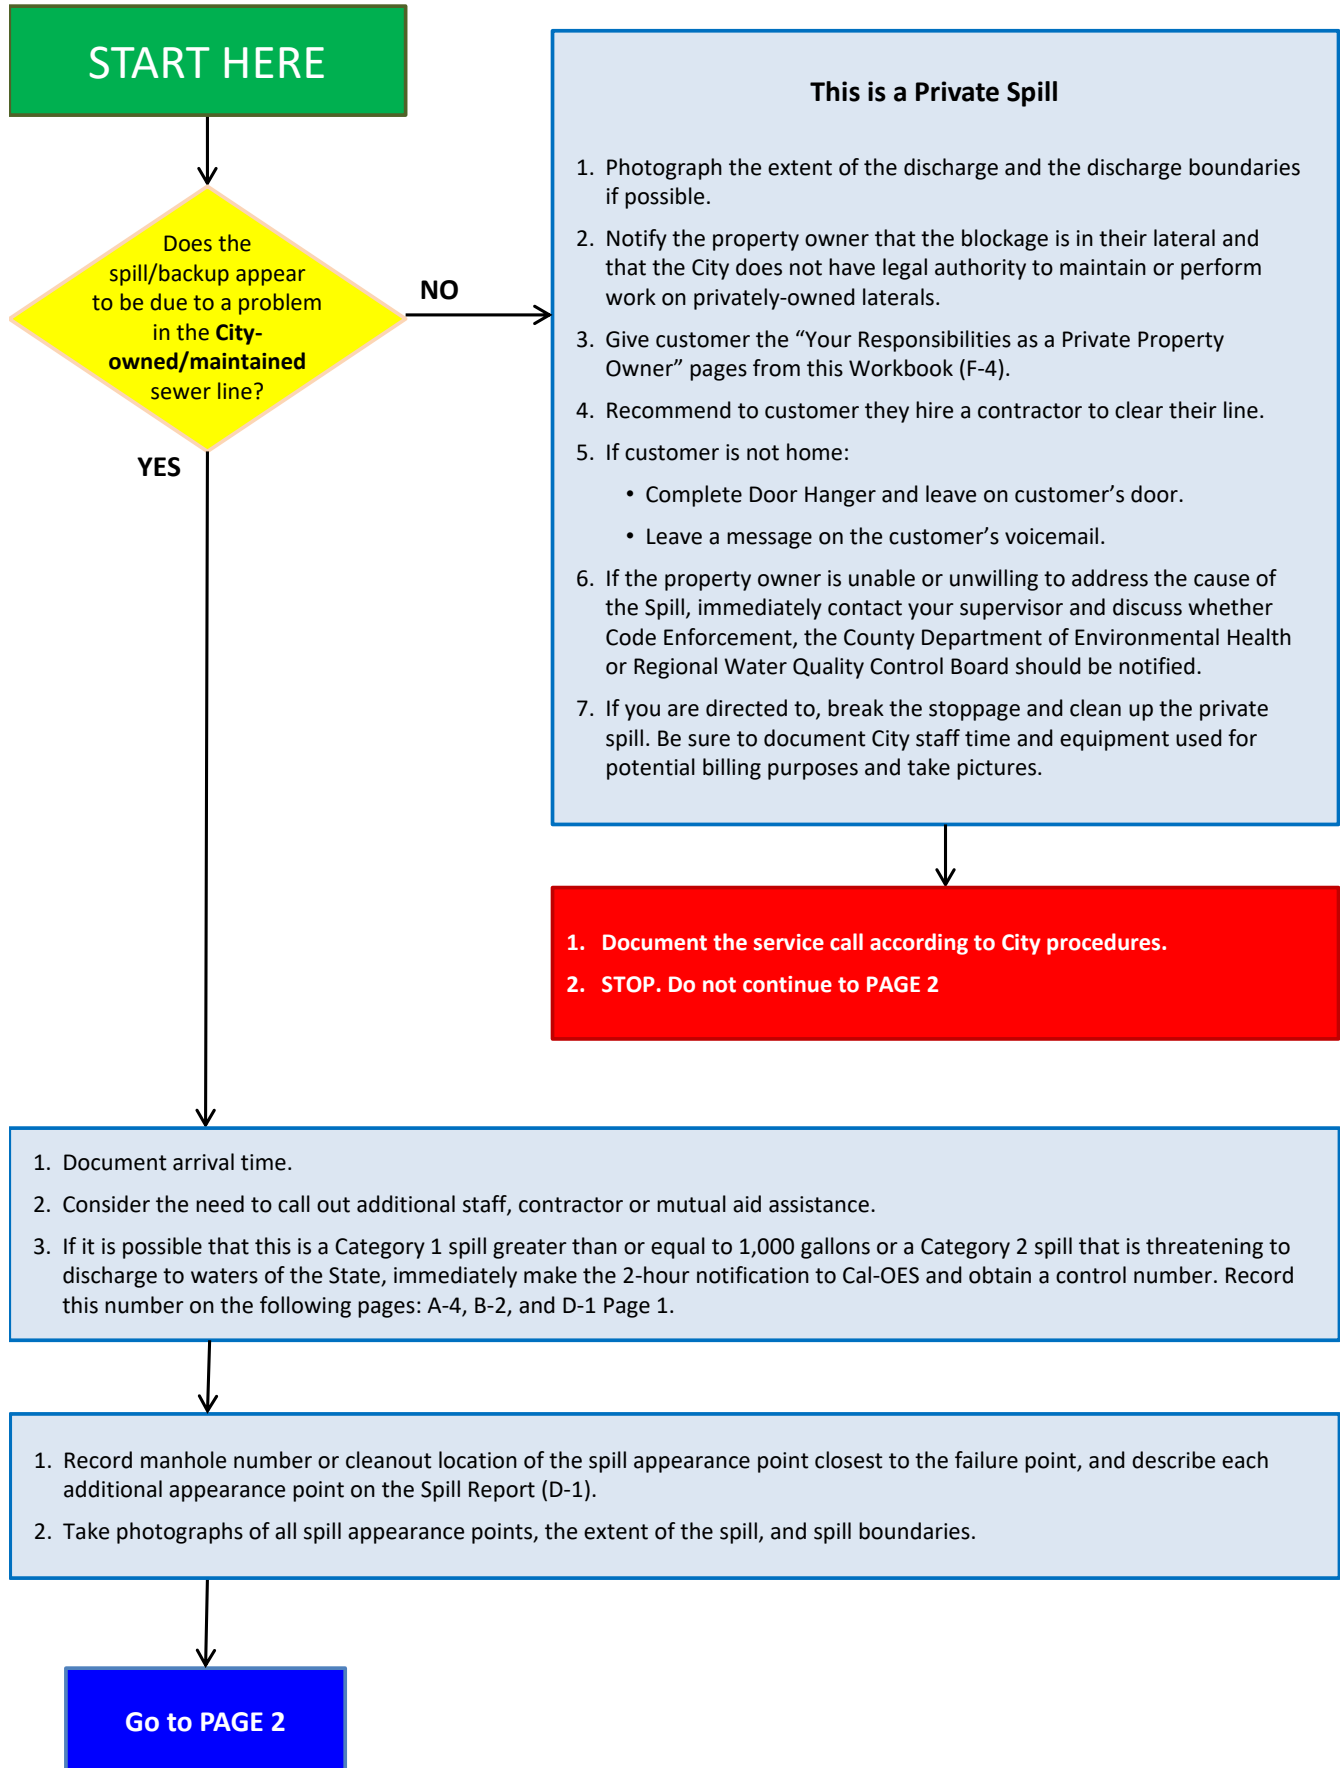 START HERE
Does the
spill/backup appear
to be due to a problem
in the City-
owned/maintained
sewer line?
NO
YES
This is a Private Spill
1. Photograph the extent of the discharge and the discharge boundaries
if possible.
2. Notify the property owner that the blockage is in their lateral and
that the City does not have legal authority to maintain or perform
work on privately-owned laterals.
3. Give customer the “Your Responsibilities as a Private Property
Owner” pages from this Workbook (F-4).
4. Recommend to customer they hire a contractor to clear their line.
5. If customer is not home:
• Complete Door Hanger and leave on customer’s door.
• Leave a message on the customer’s voicemail.
6. If the property owner is unable or unwilling to address the cause of
the Spill, immediately contact your supervisor and discuss whether
Code Enforcement, the County Department of Environmental Health
or Regional Water Quality Control Board should be notified.
7. If you are directed to, break the stoppage and clean up the private
spill. Be sure to document City staff time and equipment used for
potential billing purposes and take pictures.
1. Document the service call according to City procedures.
2. STOP. Do not continue to PAGE 2
1. Document arrival time.
2. Consider the need to call out additional staff, contractor or mutual aid assistance.
3. If it is possible that this is a Category 1 spill greater than or equal to 1,000 gallons or a Category 2 spill that is threatening to
discharge to waters of the State, immediately make the 2-hour notification to Cal-OES and obtain a control number. Record
this number on the following pages: A-4, B-2, and D-1 Page 1.
1. Record manhole number or cleanout location of the spill appearance point closest to the failure point, and describe each
additional appearance point on the Spill Report (D-1).
2. Take photographs of all spill appearance points, the extent of the spill, and spill boundaries.
Go to PAGE 2